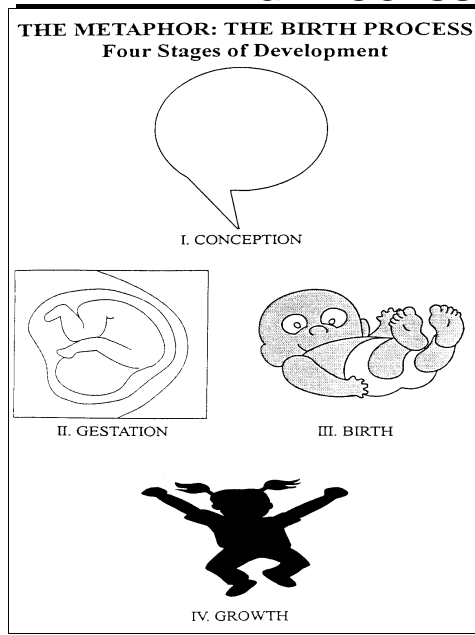 THE METAPHOR: THE BIRTH PROCESS
Four Stages of Development
I. CONCEPTION
II. GESTATION
III. BIRTH
IV. GROWTH